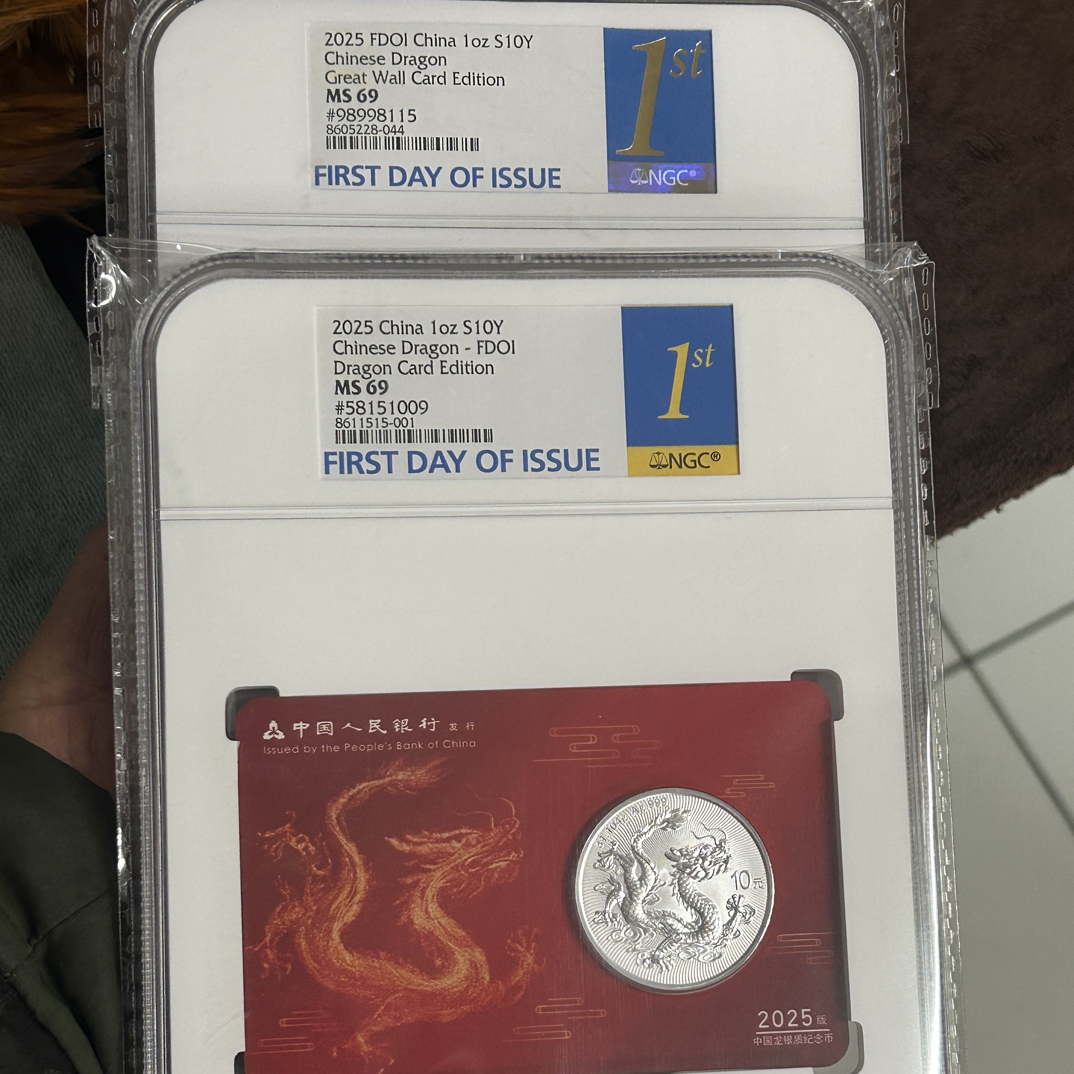 2025 FDOI China 1oz S10Y
Chinese Dragon
Great Wall Card Edition
MS 69
#98998115
8605228-044
FIRST DAY OF ISSUE
1st
NGC®
2025 China 1oz S10Y
Chinese Dragon - FDOI
Dragon Card Edition
MS 69
#58151009
8611515-001
FIRST DAY OF ISSUE
1st
NGC®
中国人民银行 发行
Issued by the People's Bank of China
10元
2025版
中国龙银质纪念币